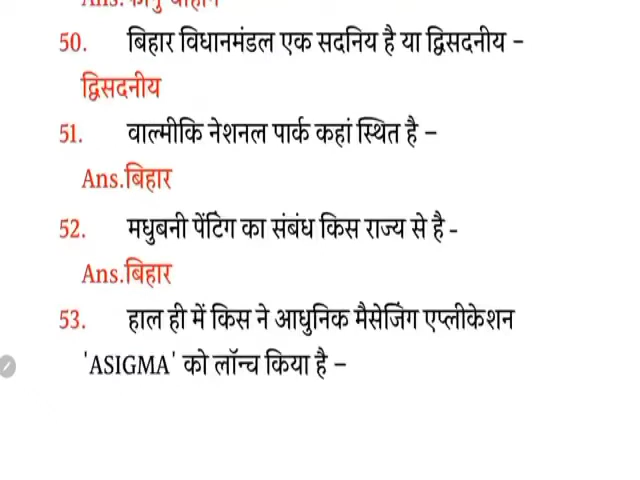 50. बिहार विधानमंडल एक सदनिय है या द्विसदनीय –
द्विसदनीय
51. वाल्मीकि नेशनल पार्क कहां स्थित है –
Ans.बिहार
52. मधुबनी पेंटिंग का संबंध किस राज्य से है -
Ans.बिहार
53. हाल ही में किस ने आधुनिक मैसेजिंग एप्लीकेशन
'ASIGMA' को लॉन्च किया है –